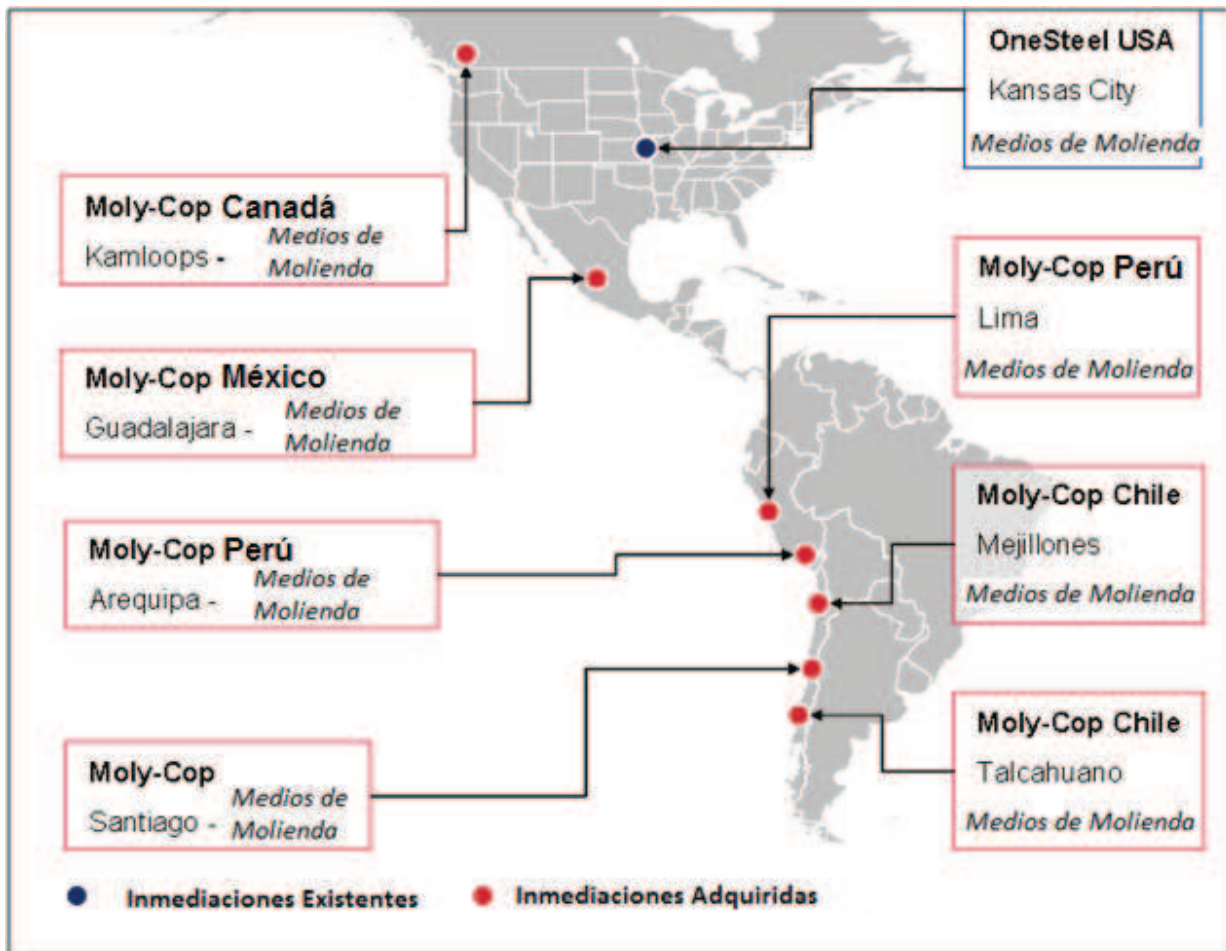 OneSteel USA
Kansas City
Medios de Molienda
Moly-Cop Canadá
Kamloops - Medios de
Molienda
Moly-Cop Perú
Lima
Medios de Molienda
Moly-Cop México
Guadalajara - Medios de
Molienda
Moly-Cop Chile
Mejillones
Medios de Molienda
Moly-Cop Perú
Arequipa - Medios de
Molienda
Moly-Cop Chile
Talcahuano
Medios de Molienda
Moly-Cop
Santiago - Medios de
Molienda
Inmediaciones Existentes
Inmediaciones Adquiridas